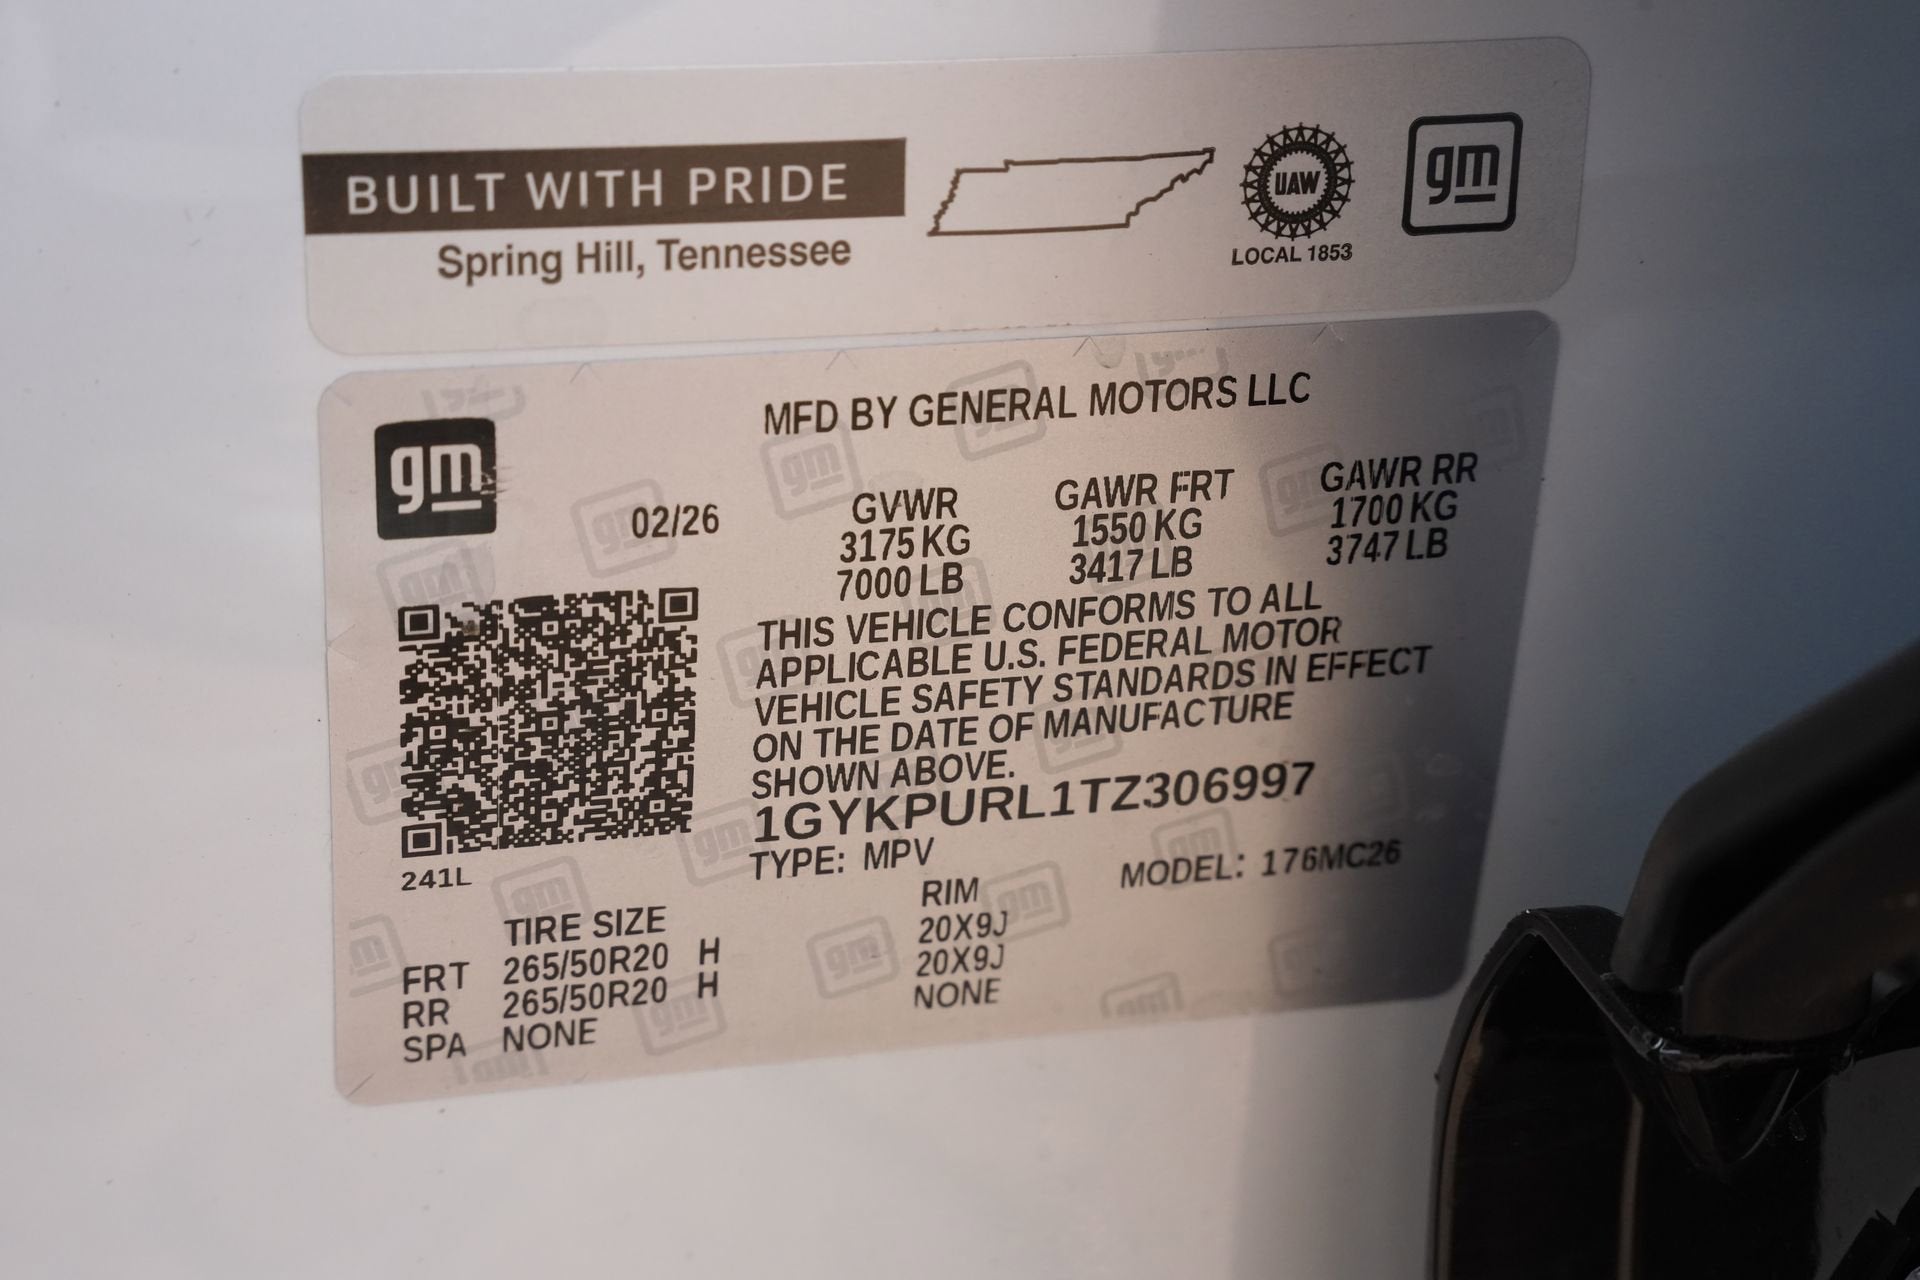 BUILT WITH PRIDE
Spring Hill, Tennessee
UAW
LOCAL 1853
gm
gm
MFD BY GENERAL MOTORS LLC
02/26
GVWR
3175 KG
7000 LB
GAWR FRT
1550 KG
3417 LB
GAWR RR
1700 KG
3747 LB
THIS VEHICLE CONFORMS TO ALL
APPLICABLE U.S. FEDERAL MOTOR
VEHICLE SAFETY STANDARDS IN EFFECT
ON THE DATE OF MANUFACTURE
SHOWN ABOVE.
1GYKPURL1TZ306997
TYPE: MPV
MODEL: 176MC26
241L
TIRE SIZE RIM
FRT 265/50R20 H 20X9J
RR 265/50R20 H 20X9J
SPA NONE NONE